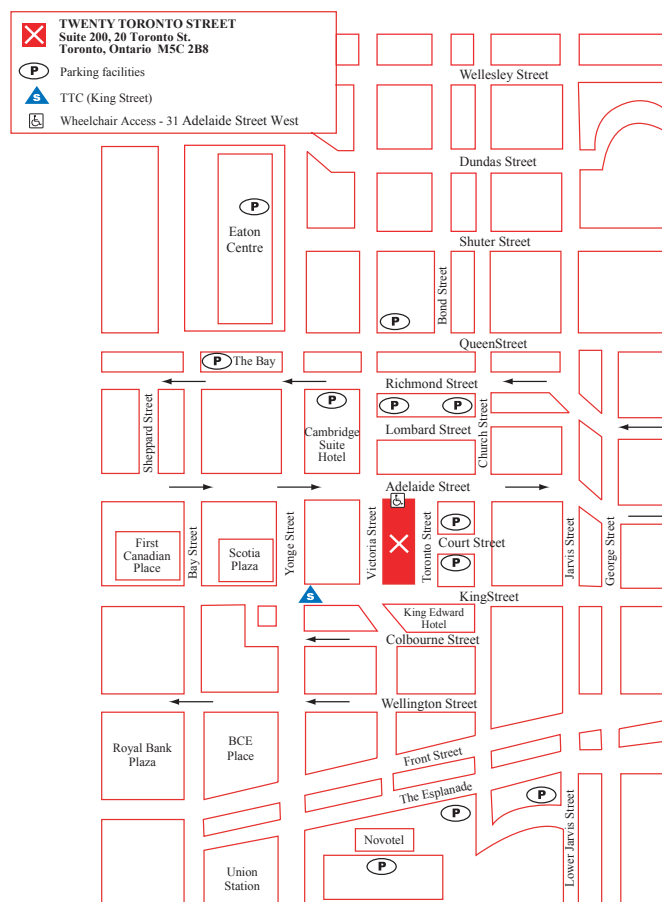 TWENTY TORONTO STREET
Suite 200, 20 Toronto St.
Toronto, Ontario M5C 2B8
P Parking facilities
S TTC (King Street)
Wheelchair Access - 31 Adelaide Street West
Wellesley Street
Dundas Street
P
Eaton
Centre
Shuter Street
Bond Street
P
QueenStreet
P The Bay
Richmond Street
P
P
P
Sheppard Street
Cambridge
Suite
Hotel
Lombard Street
Church Street
Adelaide Street
First
Canadian
Place
Bay Street
Scotia
Plaza
Yonge Street
Victoria Street
Toronto Street
P
Court Street
P
Jarvis Street
George Street
S
KingStreet
King Edward
Hotel
Colbourne Street
Wellington Street
Royal Bank
Plaza
BCE
Place
Front Street
The Esplanade
P
P
Lower Jarvis Street
Novotel
P
Union
Station